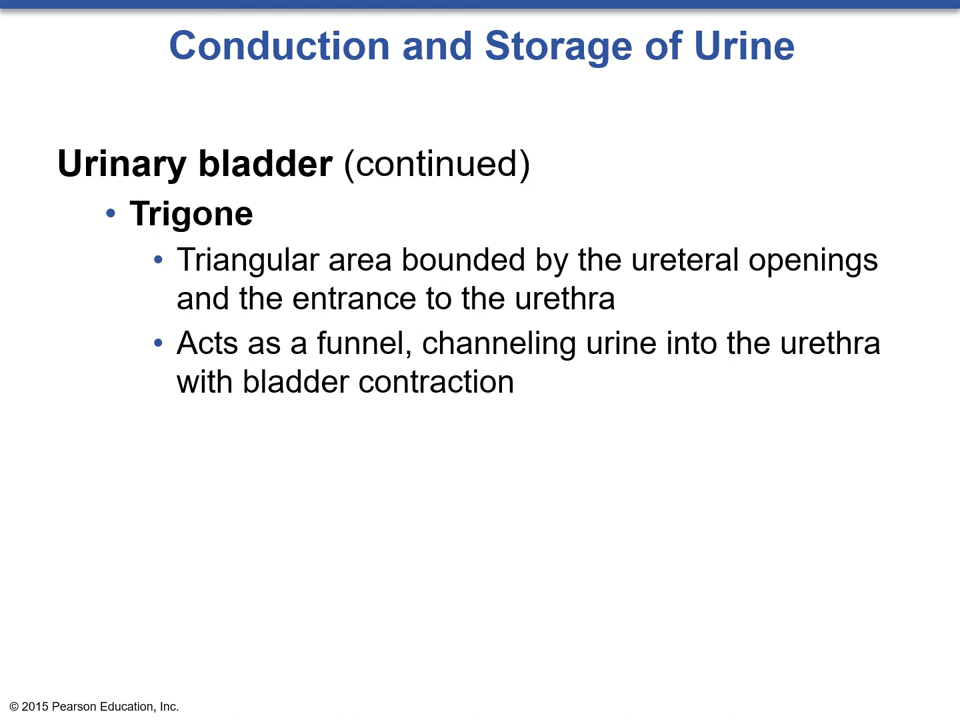 Conduction and Storage of Urine
Urinary bladder (continued)
• Trigone
• Triangular area bounded by the ureteral openings
and the entrance to the urethra
• Acts as a funnel, channeling urine into the urethra
with bladder contraction
© 2015 Pearson Education, Inc.